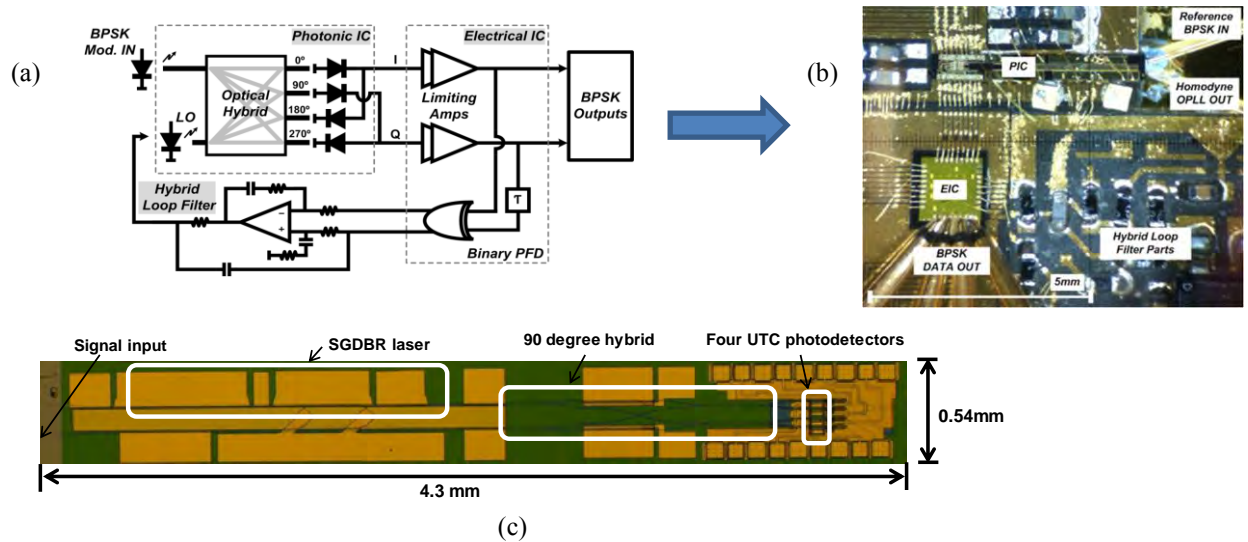 (a)
BPSK
Mod. IN
Photonic IC
Electrical IC
0º
90º
180º
270º
Optical
Hybrid
LO
I
Q
Limiting
Amps
BPSK
Outputs
Hybrid
Loop Filter
−
+
τ
Binary PFD
(b)
Reference
BPSK IN
PIC
Homodyne
OPLL OUT
EIC
BPSK
DATA OUT
Hybrid Loop
Filter Parts
5mm
Signal input
SGDBR laser
90 degree hybrid
Four UTC photodetectors
0.54mm
4.3 mm
(c)